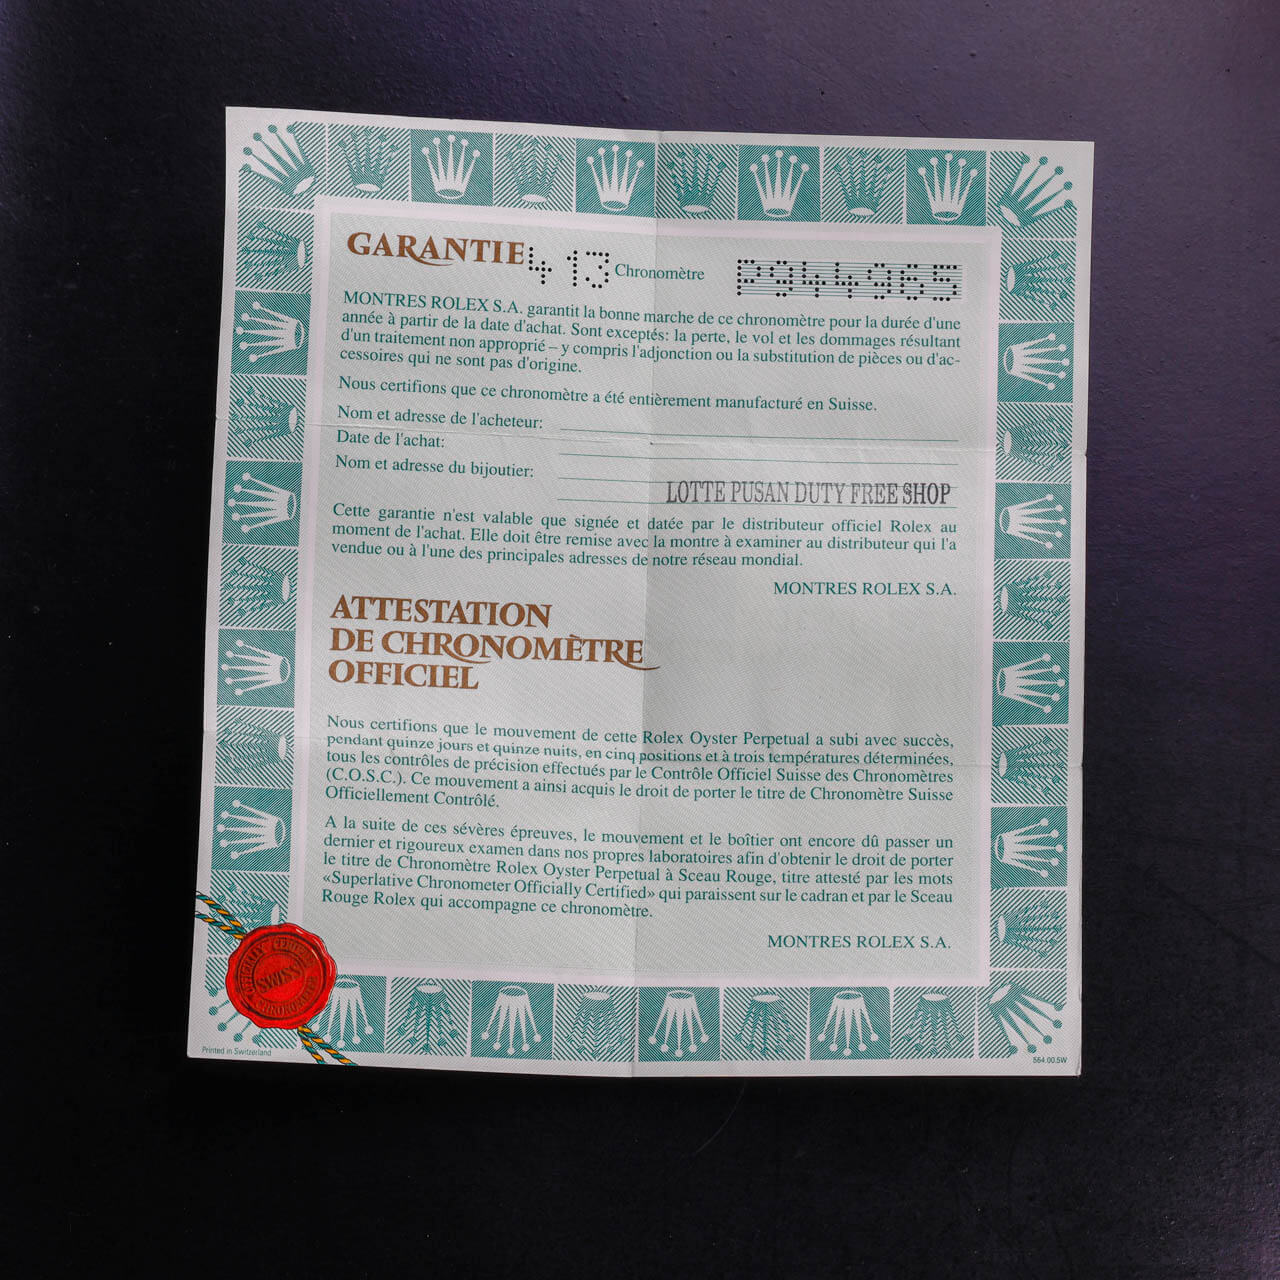 GARANTIE 413 Chronomètre P944965
MONTRES ROLEX S.A. garantit la bonne marche de ce chronomètre pour la durée d'une
année à partir de la date d'achat. Sont exceptés: la perte, le vol et les dommages résultant
d'un traitement non approprié – y compris l'adjonction ou la substitution de pièces ou d'ac-
cessoires qui ne sont pas d'origine.
Nous certifions que ce chronomètre a été entièrement manufacturé en Suisse.
Nom et adresse de l'acheteur:
Date de l'achat:
Nom et adresse du bijoutier:
LOTTE PUSAN DUTY FREE SHOP
Cette garantie n'est valable que signée et datée par le distributeur officiel Rolex au
moment de l'achat. Elle doit être remise avec la montre à examiner au distributeur qui l'a
vendue ou à l'une des principales adresses de notre réseau mondial.
MONTRES ROLEX S.A.
ATTESTATION
DE CHRONOMÈTRE
OFFICIEL
Nous certifions que le mouvement de cette Rolex Oyster Perpetual a subi avec succès,
pendant quinze jours et quinze nuits, en cinq positions et à trois températures déterminées,
tous les contrôles de précision effectués par le Contrôle Officiel Suisse des Chronomètres
(C.O.S.C.). Ce mouvement a ainsi acquis le droit de porter le titre de Chronomètre Suisse
Officiellement Contrôlé.
A la suite de ces sévères épreuves, le mouvement et le boîtier ont encore dû passer un
dernier et rigoureux examen dans nos propres laboratoires afin d'obtenir le droit de porter
le titre de Chronomètre Rolex Oyster Perpetual à Sceau Rouge, titre attesté par les mots
«Superlative Chronometer Officially Certified» qui paraissent sur le cadran et par le Sceau
Rouge Rolex qui accompagne ce chronomètre.
MONTRES ROLEX S.A.
SWISS
CHRONOMETER
Printed in Switzerland
564.00.5W